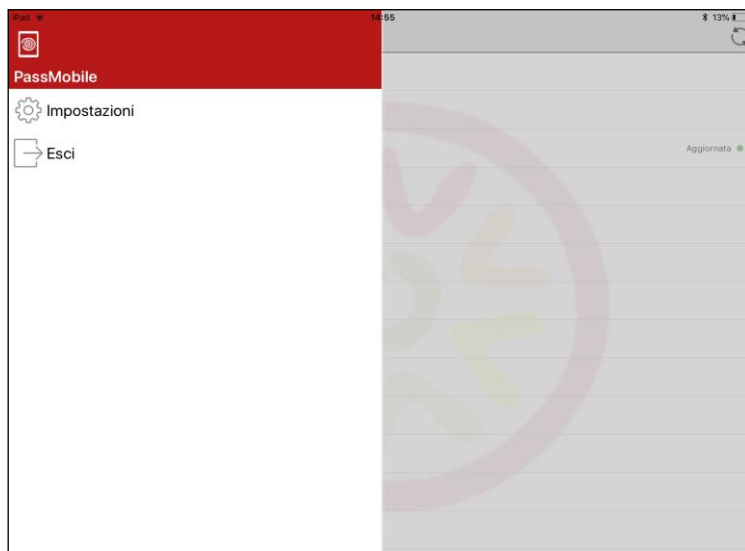 iPad 14:55 13%
PassMobile
Impostazioni
Esci
Aggiornata